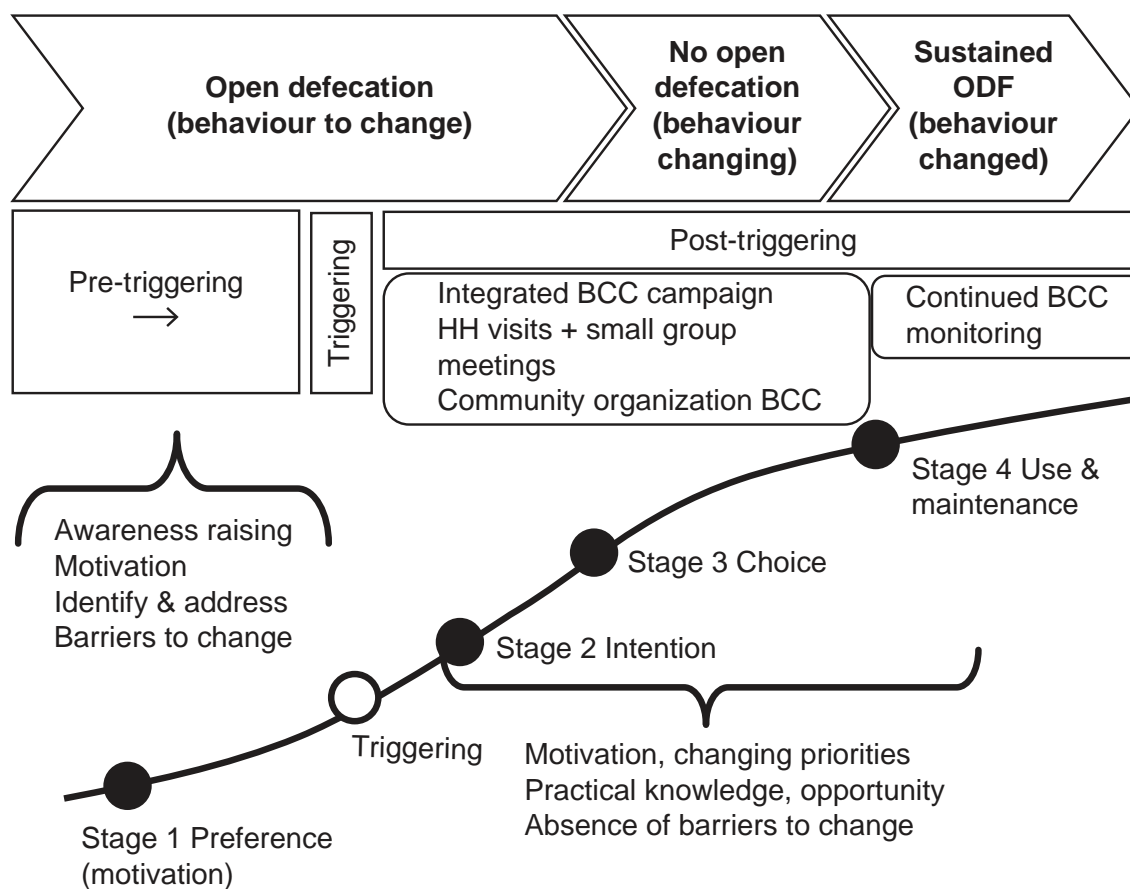 Open defecation
(behaviour to change)
No open
defecation
(behaviour
changing)
Sustained
ODF
(behaviour
changed)
Pre-triggering
→
Triggering
Post-triggering
Integrated BCC campaign
HH visits + small group
meetings
Community organization BCC
Continued BCC
monitoring
Awareness raising
Motivation
Identify & address
Barriers to change
Stage 4 Use &
maintenance
Stage 3 Choice
Stage 2 Intention
Triggering
Motivation, changing priorities
Practical knowledge, opportunity
Absence of barriers to change
Stage 1 Preference
(motivation)